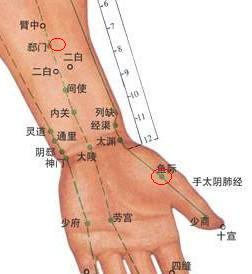 6
7
8
9
10
11
12
臂中
郄门
二白
二白
间使
内关
列缺
经渠
灵道
通里
太渊
阴郄
神门
大陵
鱼际
手太阴肺经
少府
劳宫
少商
十宣
四缝